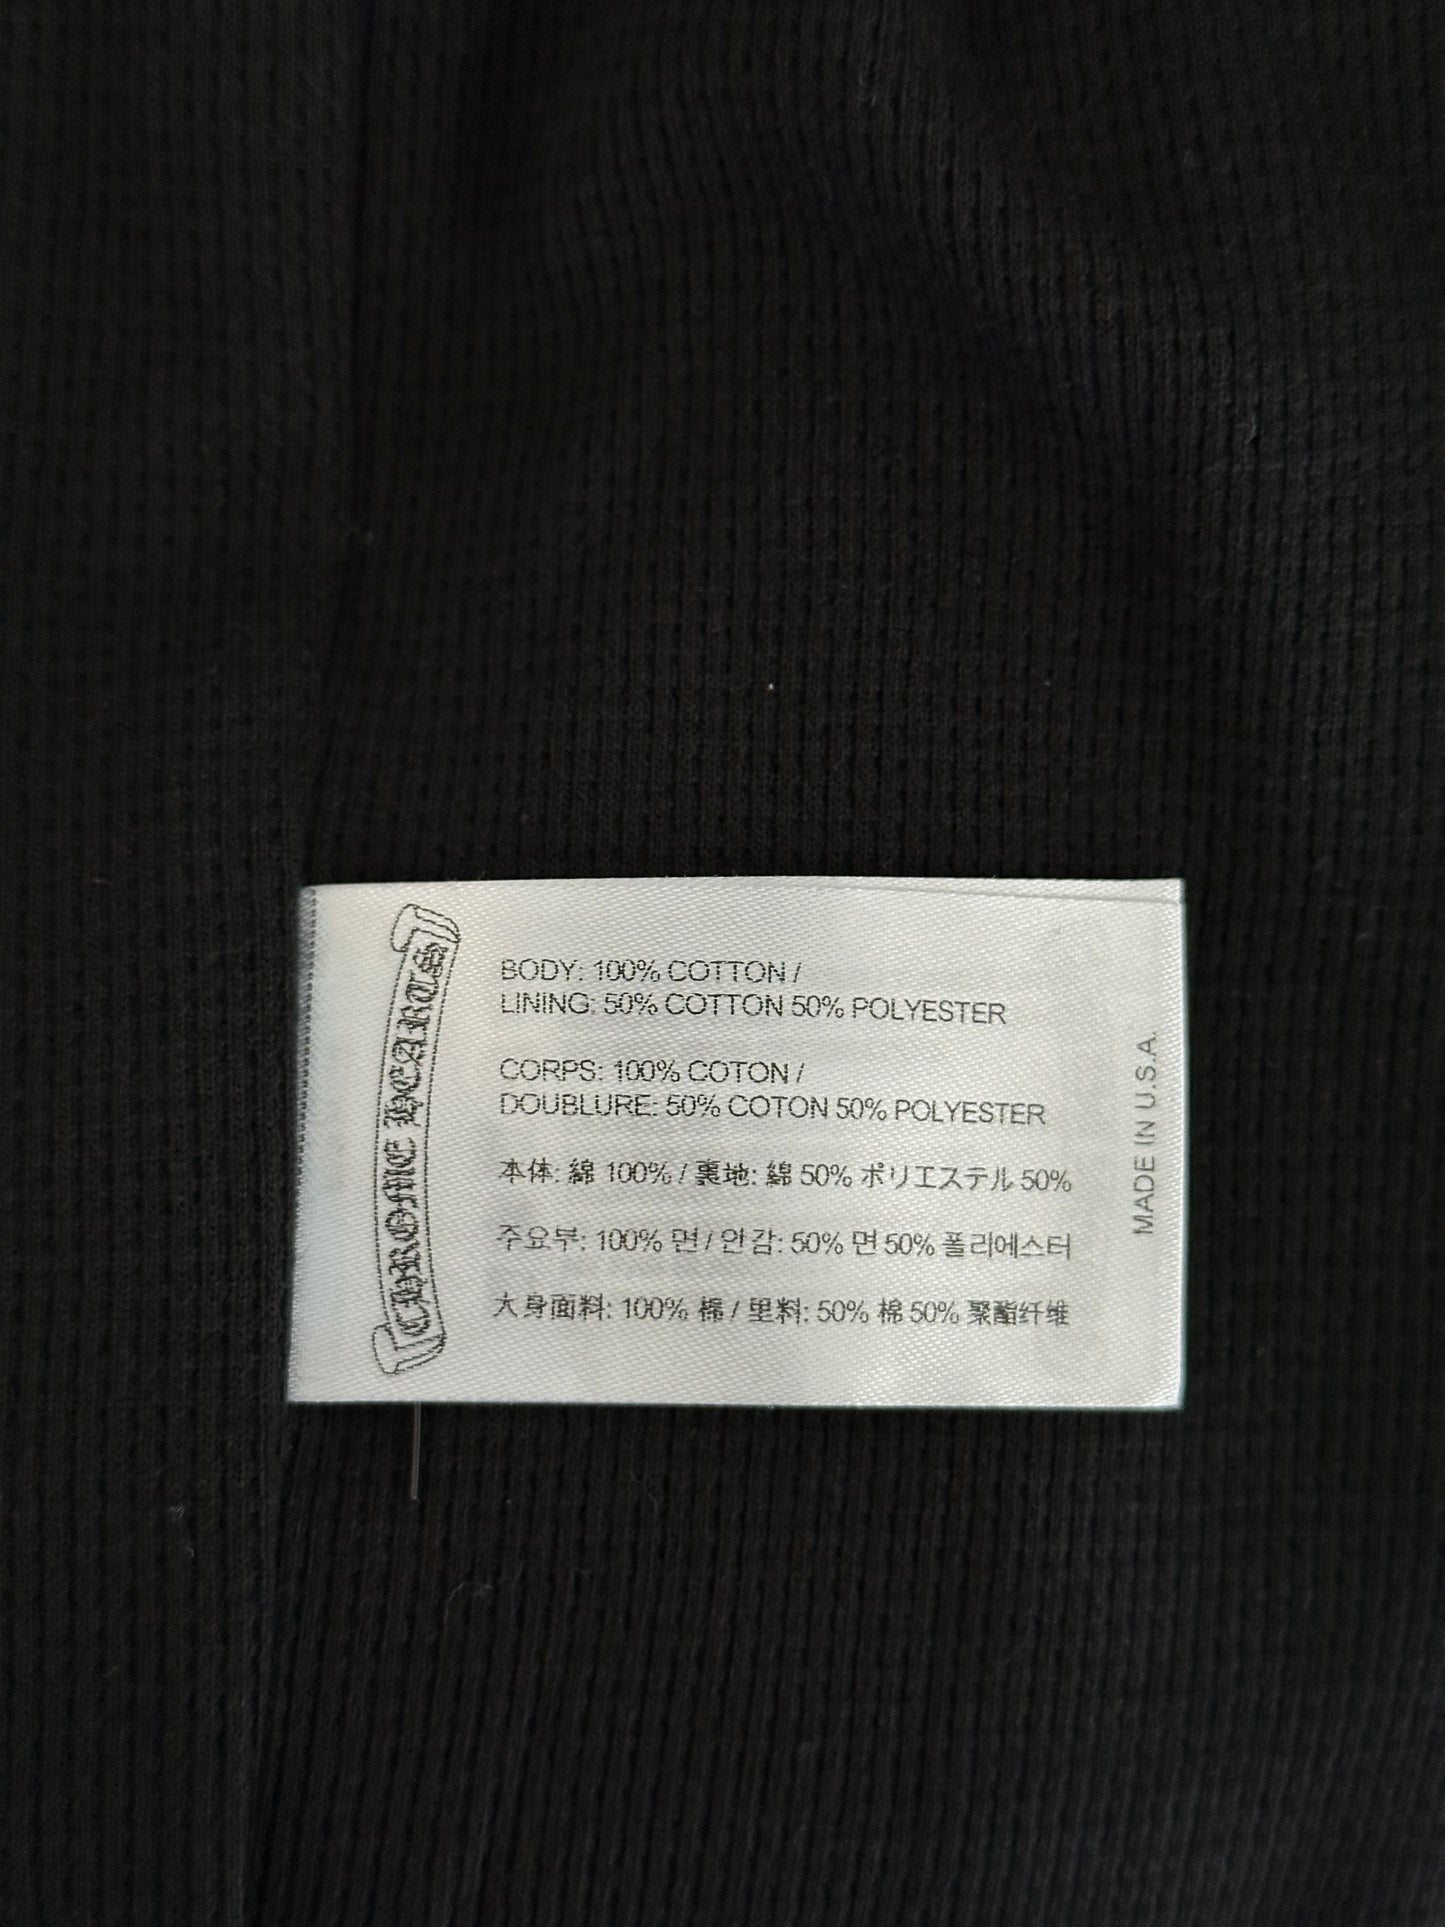 CHROME HEARTS
BODY: 100% COTTON /
LINING: 50% COTTON 50% POLYESTER
CORPS: 100% COTON /
DOUBLURE: 50% COTON 50% POLYESTER
本体: 綿 100% / 裏地: 綿 50% ポリエステル 50%
주요부: 100% 면 / 안감: 50% 면 50% 폴리에스터
大身面料: 100% 棉 / 里料: 50% 棉 50% 聚酯纤维
MADE IN U.S.A.